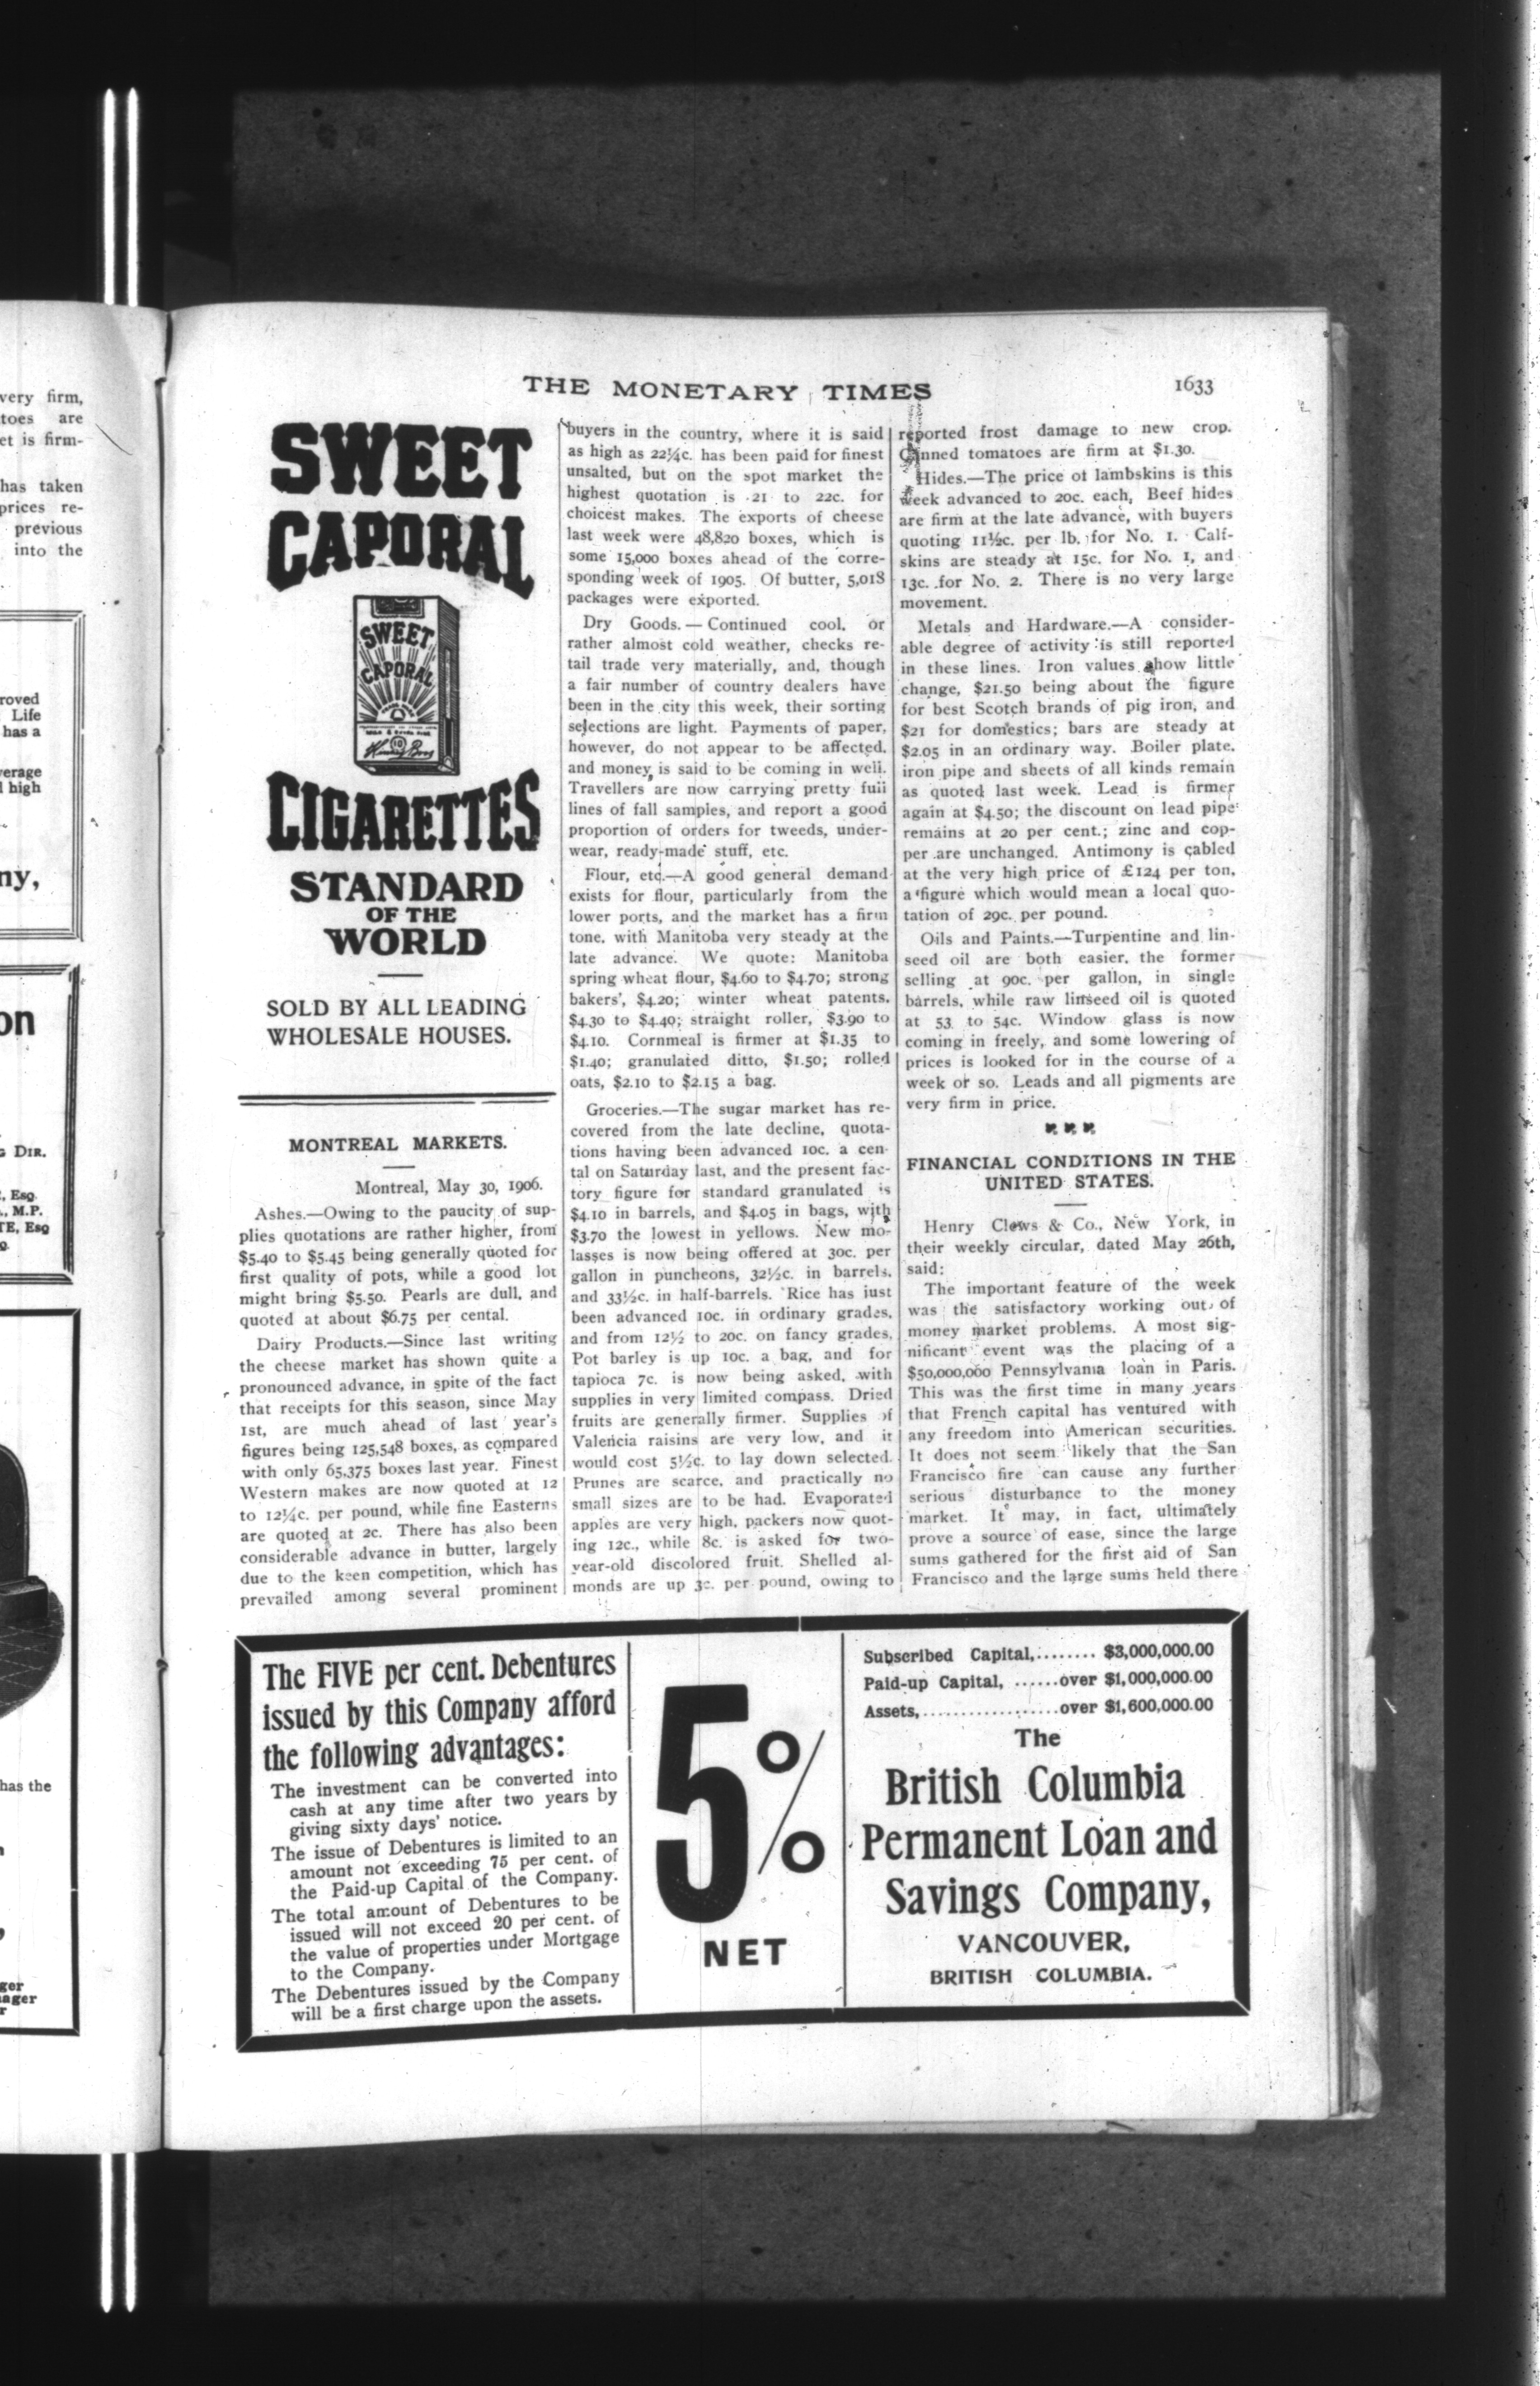 very firm,
toes are
et is firm-
has taken
prices re-
previous
into the
roved
Life
has a
verage
high
ny,
on
DIR.
Esq.
M.P.
TE, Esq
has the
ger
ager
THE MONETARY TIMES
1633
SWEET
CAPORAL
SWEET
CAPORAL
CIGARETTES
STANDARD
OF THE
WORLD
SOLD BY ALL LEADING
WHOLESALE HOUSES.
MONTREAL MARKETS.
Montreal, May 30, 1906.
Ashes.—Owing to the paucity of sup-
plies quotations are rather higher, from
$5.40 to $5.45 being generally quoted for
first quality of pots, while a good lot
might bring $5.50. Pearls are dull, and
quoted at about $6.75 per cental.
Dairy Products.—Since last writing
the cheese market has shown quite a
pronounced advance, in spite of the fact
that receipts for this season, since May
1st, are much ahead of last year's
figures being 125,548 boxes, as compared
with only 65,375 boxes last year. Finest
Western makes are now quoted at 12
to 12¼c. per pound, while fine Easterns
are quoted at 2c. There has also been
considerable advance in butter, largely
due to the keen competition, which has
prevailed among several prominent
buyers in the country, where it is said
as high as 22¼c. has been paid for finest
unsalted, but on the spot market the
highest quotation is 21 to 22c. for
choicest makes. The exports of cheese
last week were 48,820 boxes, which is
some 15,000 boxes ahead of the corre-
sponding week of 1905. Of butter, 5,018
packages were exported.
Dry Goods. — Continued cool, or
rather almost cold weather, checks re-
tail trade very materially, and, though
a fair number of country dealers have
been in the city this week, their sorting
selections are light. Payments of paper,
however, do not appear to be affected,
and money is said to be coming in well.
Travellers are now carrying pretty full
lines of fall samples, and report a good
proportion of orders for tweeds, under-
wear, ready-made stuff, etc.
Flour, etc.—A good general demand
exists for flour, particularly from the
lower ports, and the market has a firm
tone, with Manitoba very steady at the
late advance. We quote: Manitoba
spring wheat flour, $4.60 to $4.70; strong
bakers', $4.20; winter wheat patents,
$4.30 to $4.40; straight roller, $3.90 to
$4.10. Cornmeal is firmer at $1.35 to
$1.40; granulated ditto, $1.50; rolled
oats, $2.10 to $2.15 a bag.
Groceries.—The sugar market has re-
covered from the late decline, quota-
tions having been advanced 10c. a cen-
tal on Saturday last, and the present fac-
tory figure for standard granulated is
$4.10 in barrels, and $4.05 in bags, with
$3.70 the lowest in yellows. New mo-
lasses is now being offered at 30c. per
gallon in puncheons, 32½c. in barrels,
and 33½c. in half-barrels. Rice has just
been advanced 10c. in ordinary grades,
and from 12½ to 20c. on fancy grades.
Pot barley is up 10c. a bag, and for
tapioca 7c. is now being asked, with
supplies in very limited compass. Dried
fruits are generally firmer. Supplies of
Valencia raisins are very low, and it
would cost 5½c. to lay down selected.
Prunes are scarce, and practically no
small sizes are to be had. Evaporated
apples are very high, packers now quot-
ing 12c., while 8c. is asked for two-
year-old discolored fruit. Shelled al-
monds are up 3c. per pound, owing to
reported frost damage to new crop.
Canned tomatoes are firm at $1.30.
Hides.—The price of lambskins is this
week advanced to 20c. each, Beef hides
are firm at the late advance, with buyers
quoting 11½c. per lb. for No. 1. Calf-
skins are steady at 15c. for No. 1, and
13c. for No. 2. There is no very large
movement.
Metals and Hardware.—A consider-
able degree of activity is still reported
in these lines. Iron values show little
change, $21.50 being about the figure
for best Scotch brands of pig iron, and
$21 for domestics; bars are steady at
$2.05 in an ordinary way. Boiler plate,
iron pipe and sheets of all kinds remain
as quoted last week. Lead is firmer
again at $4.50; the discount on lead pipe
remains at 20 per cent.; zinc and cop-
per are unchanged. Antimony is cabled
at the very high price of £124 per ton,
a figure which would mean a local quo-
tation of 29c. per pound.
Oils and Paints.—Turpentine and lin-
seed oil are both easier, the former
selling at 90c. per gallon, in single
barrels, while raw linseed oil is quoted
at 53 to 54c. Window glass is now
coming in freely, and some lowering of
prices is looked for in the course of a
week or so. Leads and all pigments are
very firm in price.
FINANCIAL CONDITIONS IN THE
UNITED STATES.
Henry Clews & Co., New York, in
their weekly circular, dated May 26th,
said:
The important feature of the week
was the satisfactory working out of
money market problems. A most sig-
nificant event was the placing of a
$50,000,000 Pennsylvania loan in Paris.
This was the first time in many years
that French capital has ventured with
any freedom into American securities.
It does not seem likely that the San
Francisco fire can cause any further
serious disturbance to the money
market. It may, in fact, ultimately
prove a source of ease, since the large
sums gathered for the first aid of San
Francisco and the large sums held there
The FIVE per cent. Debentures
issued by this Company afford
the following advantages:
The investment can be converted into
cash at any time after two years by
giving sixty days' notice.
The issue of Debentures is limited to an
amount not exceeding 75 per cent. of
the Paid-up Capital of the Company.
The total amount of Debentures to be
issued will not exceed 20 per cent. of
the value of properties under Mortgage
to the Company.
The Debentures issued by the Company
will be a first charge upon the assets.
5%
NET
Subscribed Capital,........ $3,000,000.00
Paid-up Capital, ......over $1,000,000.00
Assets,..................over $1,600,000.00
The
British Columbia
Permanent Loan and
Savings Company,
VANCOUVER,
BRITISH COLUMBIA.